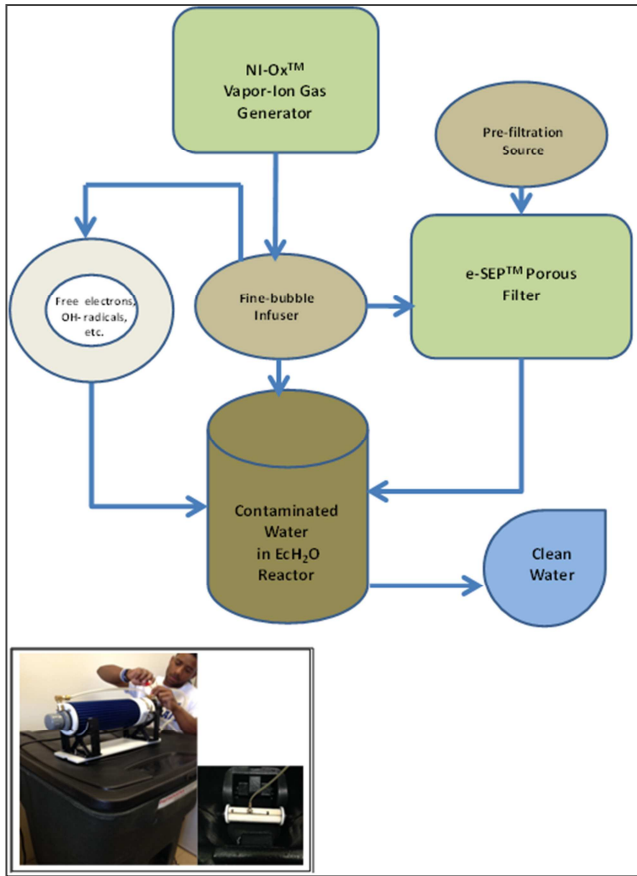 NI-Ox™
Vapor-Ion Gas
Generator
Pre-filtration
Source
e-SEP™ Porous
Filter
Free electrons,
OH- radicals,
etc.
Fine-bubble
Infuser
Contaminated
Water
in EcH₂O
Reactor
Clean
Water